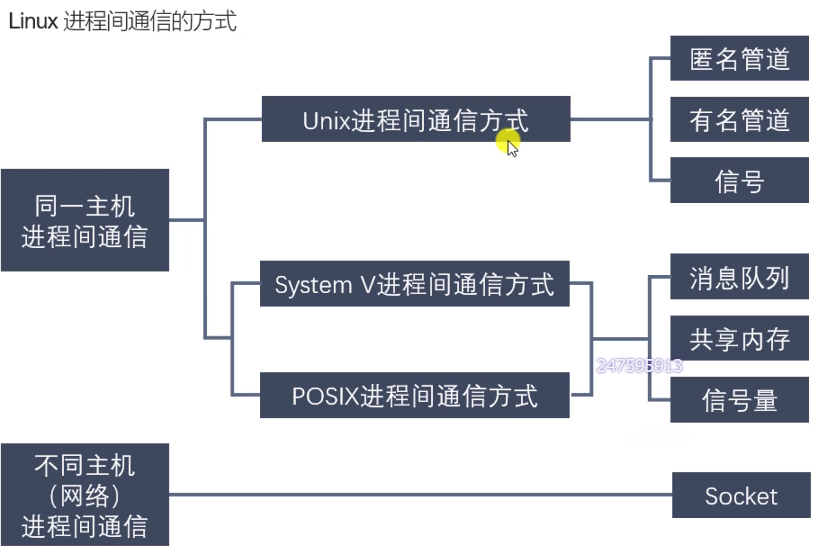 Linux 进程间通信的方式
匿名管道
Unix进程间通信方式
有名管道
信号
同一主机
进程间通信
System V进程间通信方式
消息队列
共享内存
247595913
POSIX进程间通信方式
信号量
不同主机
（网络）
进程间通信
Socket